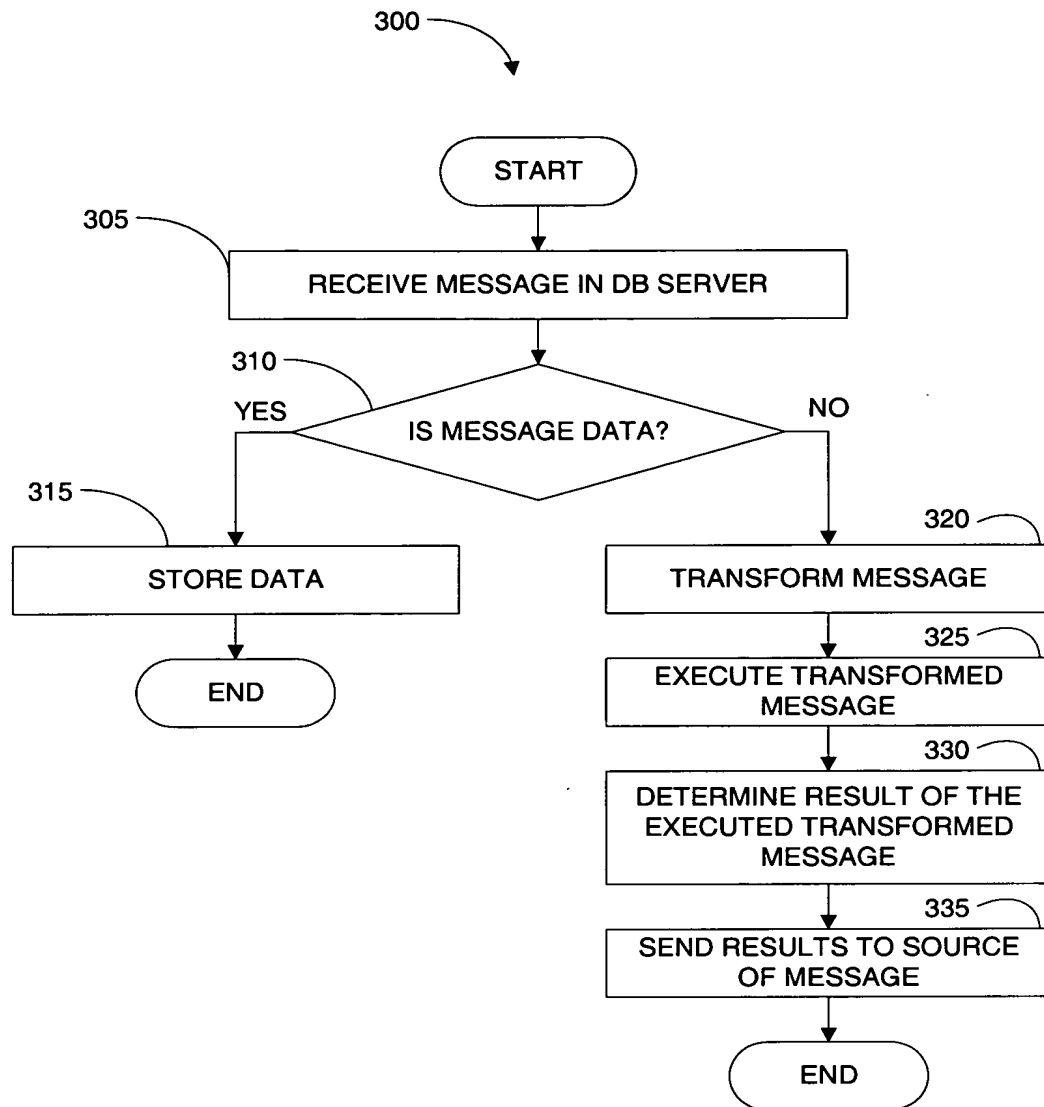 300
START
305
RECEIVE MESSAGE IN DB SERVER
310
YES
IS MESSAGE DATA?
NO
315
STORE DATA
END
320
TRANSFORM MESSAGE
325
EXECUTE TRANSFORMED
MESSAGE
330
DETERMINE RESULT OF THE
EXECUTED TRANSFORMED
MESSAGE
335
SEND RESULTS TO SOURCE
OF MESSAGE
END